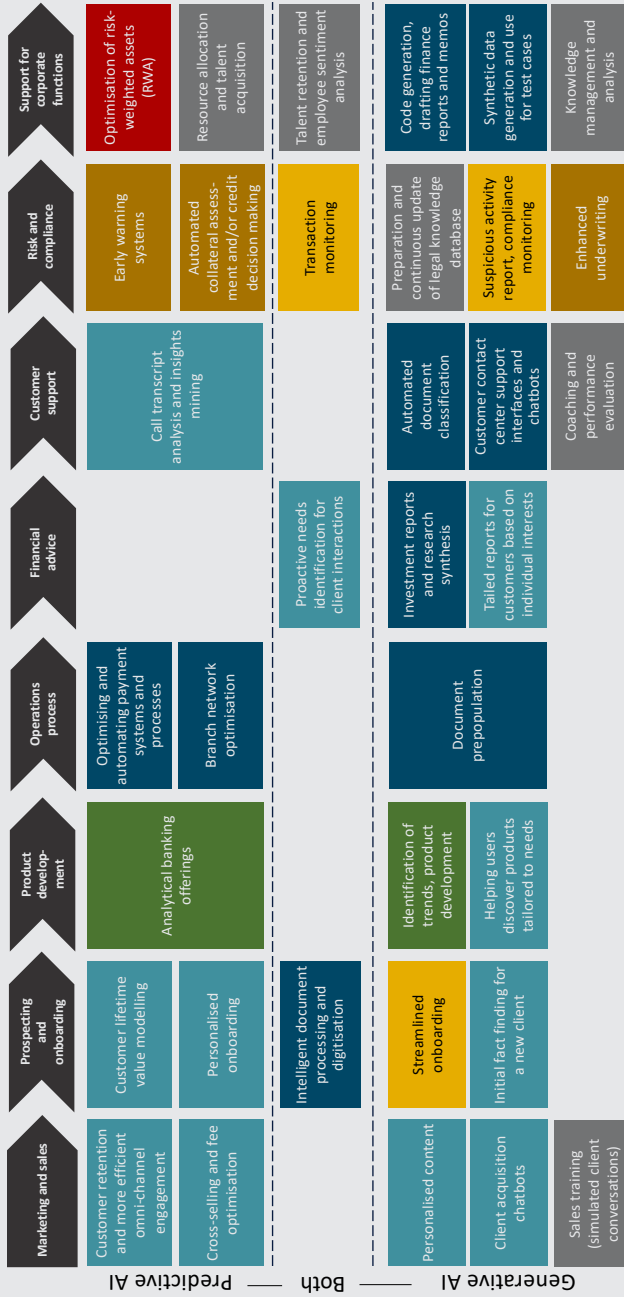 Marketing and sales
Prospecting
and
onboarding
Product
develop-
ment
Operations
process
Financial
advice
Customer
support
Risk and
compliance
Support for
corporate
functions
Predictive AI
Customer retention
and more efficient
omni-channel
engagement
Cross-selling and fee
optimisation
Customer lifetime
value modelling
Personalised
onboarding
Analytical banking
offerings
Optimising and
automating payment
systems and
processes
Branch network
optimisation
Call transcript
analysis and insights
mining
Early warning
systems
Automated
collateral assess-
ment and/or credit
decision making
Optimisation of risk-
weighted assets
(RWA)
Resource allocation
and talent
acquisition
Both
Intelligent document
processing and
digitisation
Proactive needs
identification for
client interactions
Transaction
monitoring
Talent retention and
employee sentiment
analysis
Generative AI
Personalised content
Client acquisition
chatbots
Sales training
(simulated client
conversations)
Streamlined
onboarding
Initial fact finding for
a new client
Identification of
trends, product
development
Helping users
discover products
tailored to needs
Document
prepopulation
Investment reports
and research
synthesis
Tailed reports for
customers based on
individual interests
Automated
document
classification
Customer contact
center support
interfaces and
chatbots
Coaching and
performance
evaluation
Preparation and
continuous update
of legal knowledge
database
Suspicious activity
report, compliance
monitoring
Enhanced
underwriting
Code generation,
drafting finance
reports and memos
Synthetic data
generation and use
for test cases
Knowledge
management and
analysis